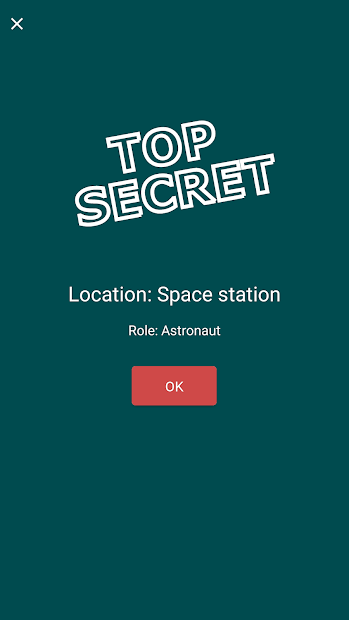 TOP
SECRET
Location: Space station
Role: Astronaut
OK